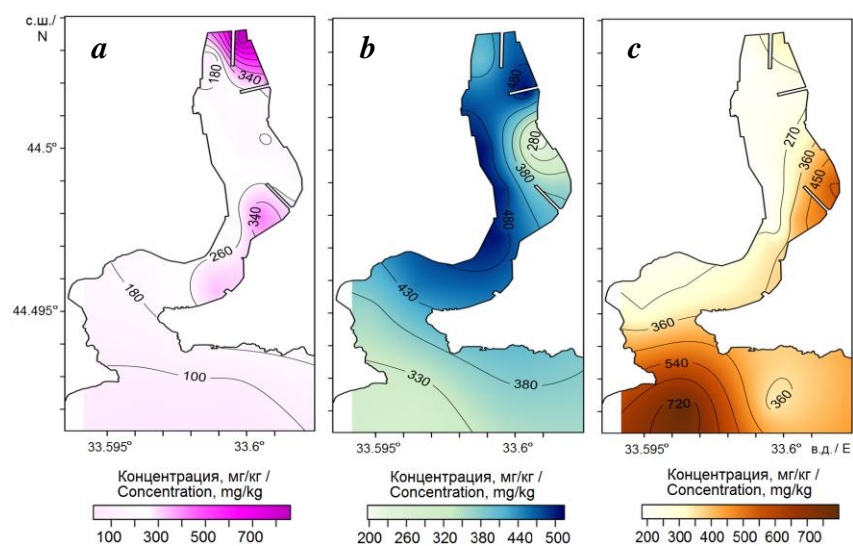 с.ш./
N
a
b
c
180
340
480
270
44.5°
280
360
380
450
340
480
260
180
430
44.495°
360
540
100
330
380
720
360
33.595°
33.6°
33.595°
33.6°
33.595°
33.6°
в.д./ E
Концентрация, мг/кг /
Concentration, mg/kg
100 300 500 700
Концентрация, мг/кг /
Concentration, mg/kg
200 260 320 380 440 500
Концентрация, мг/кг /
Concentration, mg/kg
200 300 400 500 600 700